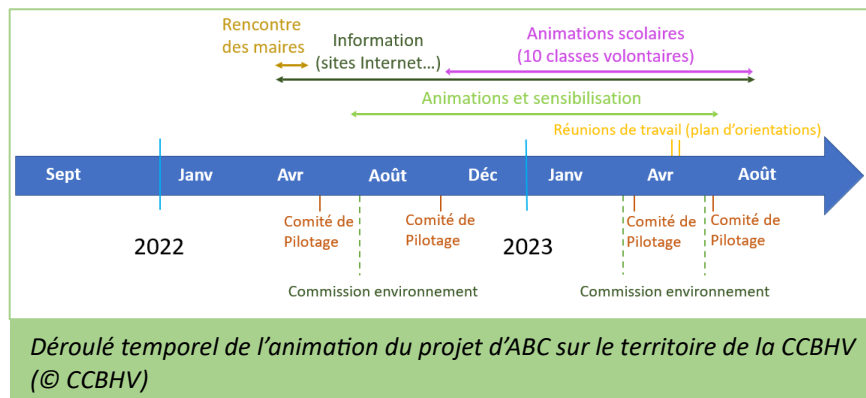 Rencontre
des maires
Information
(sites Internet…)
Animations scolaires
(10 classes volontaires)
Animations et sensibilisation
Réunions de travail (plan d'orientations)
Sept Janv Avr Août Déc Janv Avr Août
Comité de
Pilotage
Comité de
Pilotage
Comité de
Pilotage
Comité de
Pilotage
2022 2023
Commission environnement Commission environnement
Déroulé temporel de l'animation du projet d'ABC sur le territoire de la CCBHV
(© CCBHV)